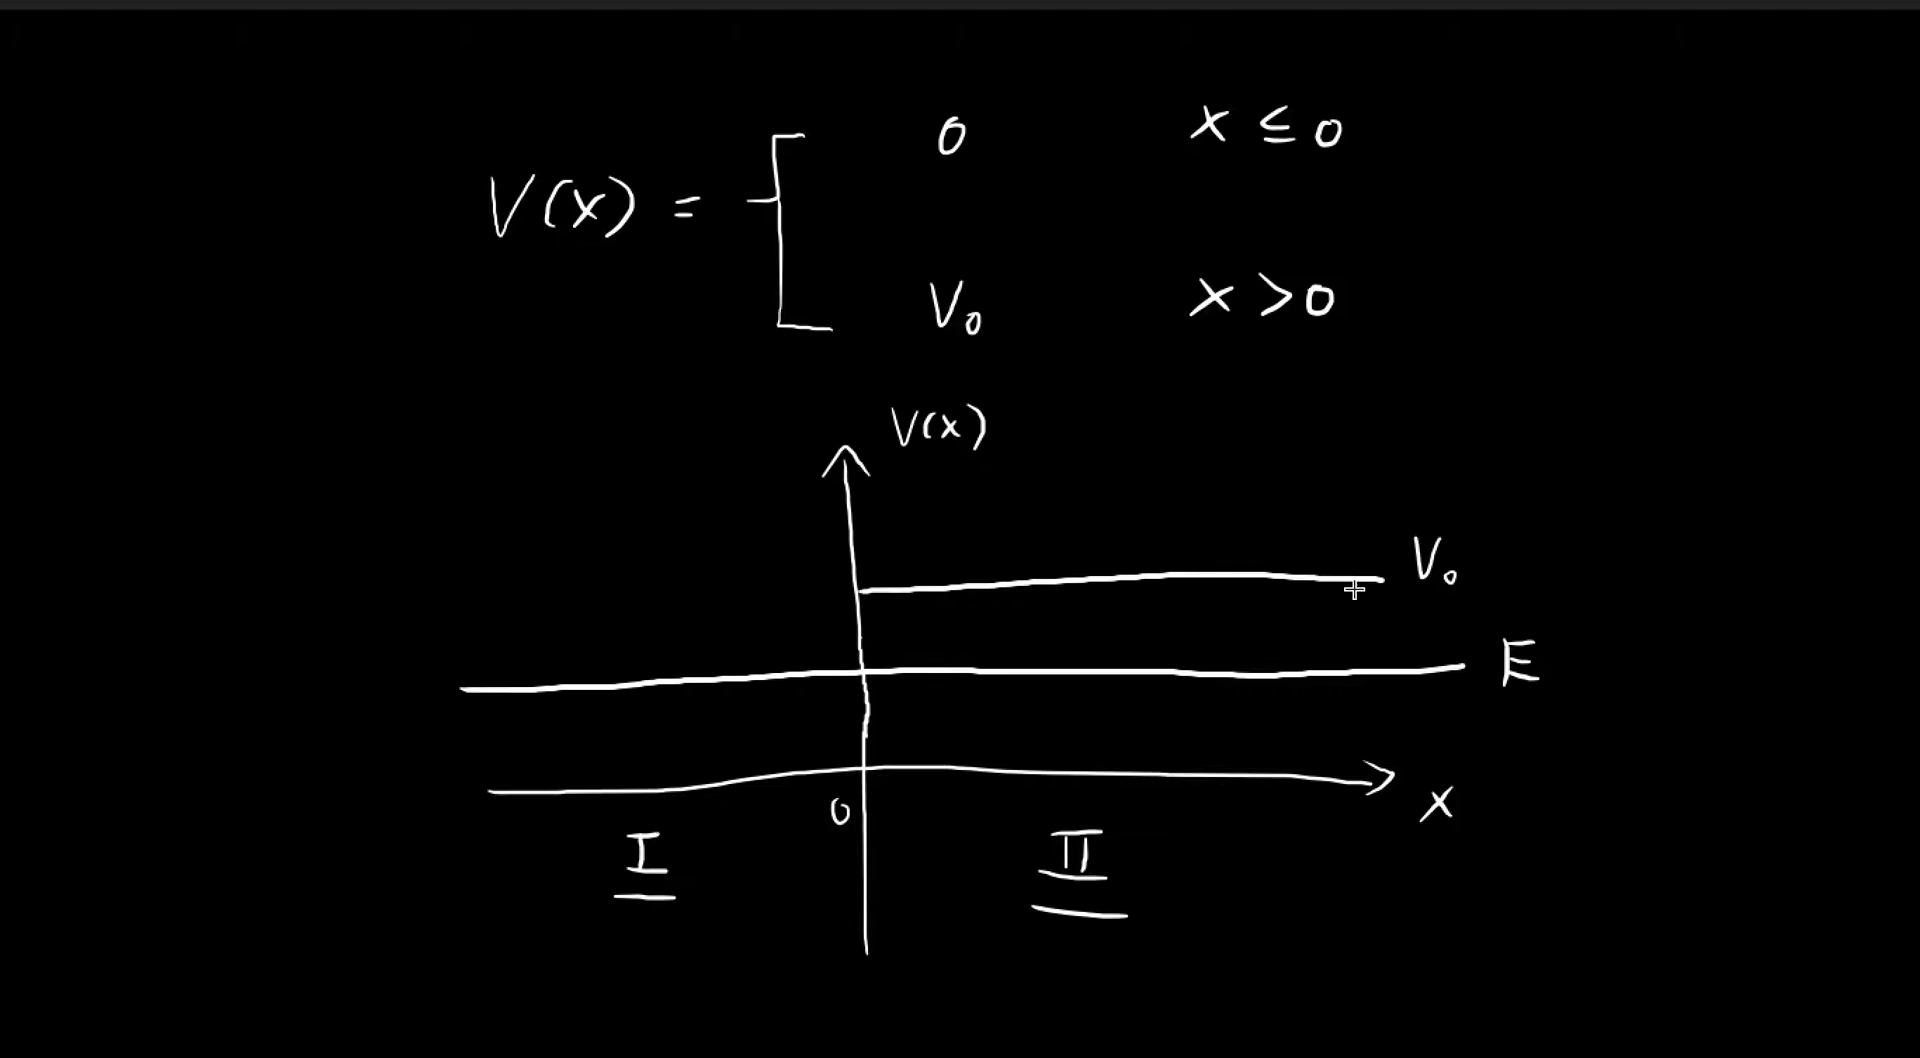 V(x) = { 0 x ≤ 0
V₀ x > 0
V(x)
V₀
E
0
x
I
II